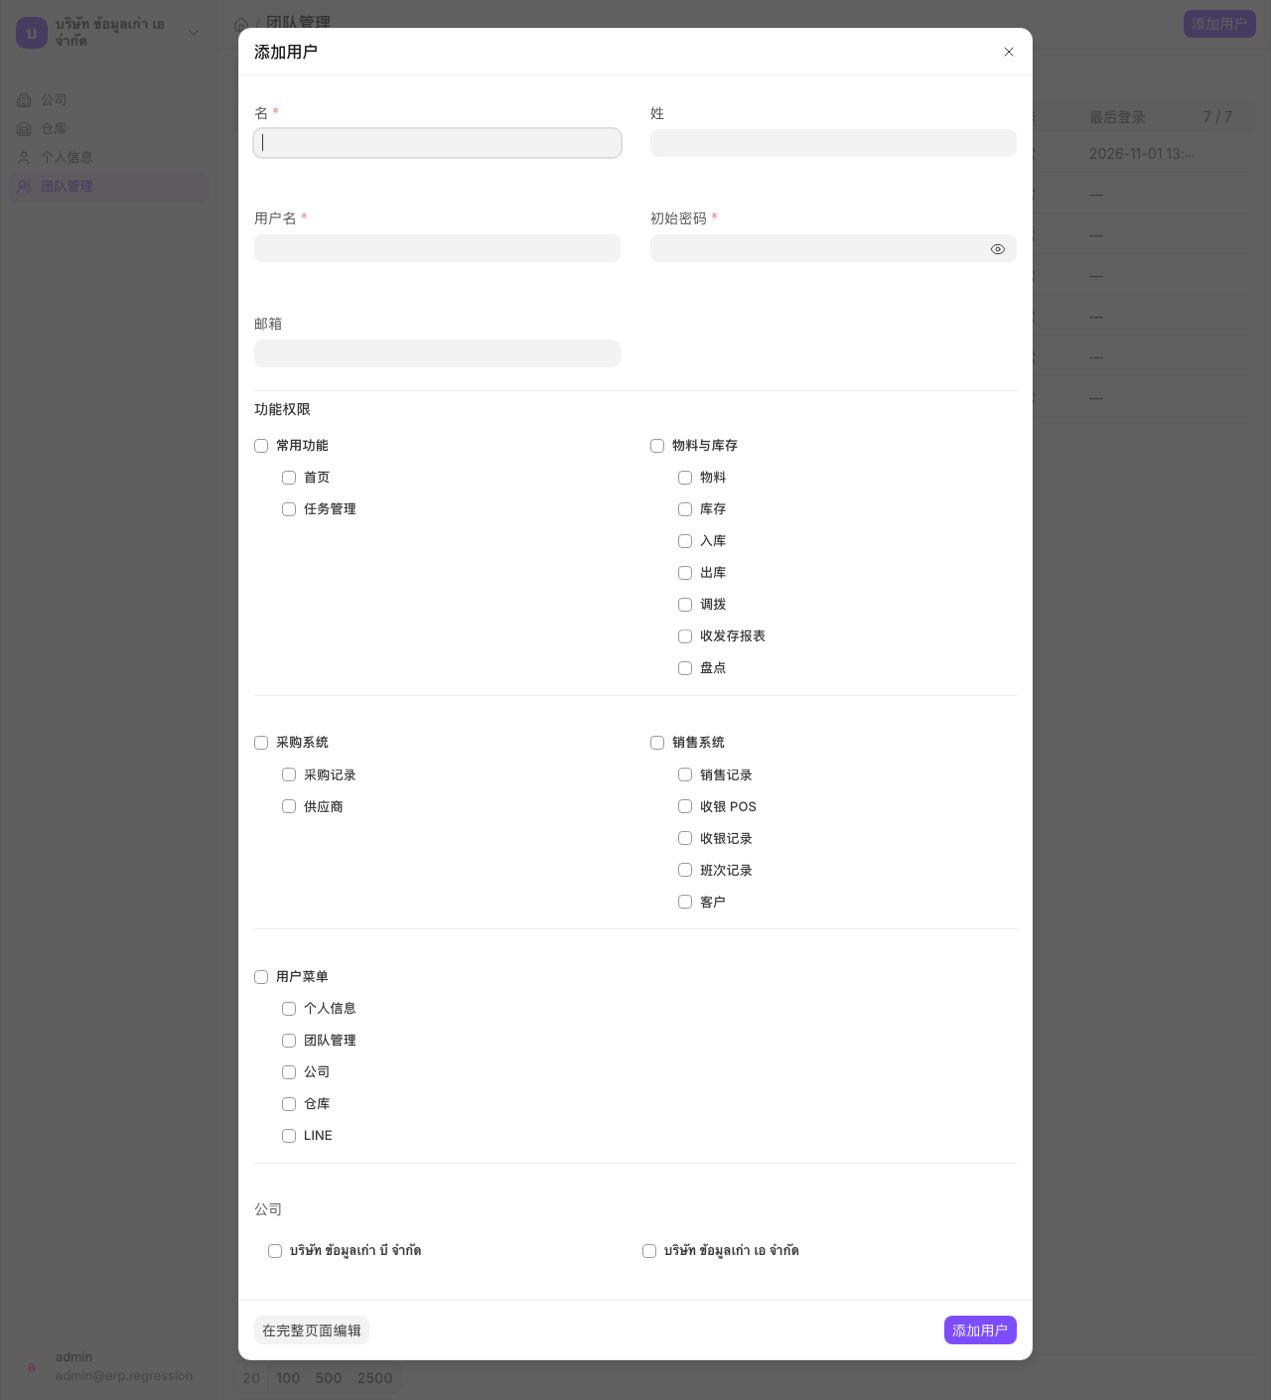 บ
บริษัท ข้อมูลเก่า เอ
จำกัด
/ 团队管理
添加用户
公司
仓库
个人信息
团队管理
最后登录 7 / 7
2026-11-01 13:...
—
—
—
—
—
—
添加用户
名 *
姓
用户名 *
初始密码 *
邮箱
功能权限
常用功能
首页
任务管理
物料与库存
物料
库存
入库
出库
调拨
收发存报表
盘点
采购系统
采购记录
供应商
销售系统
销售记录
收银 POS
收银记录
班次记录
客户
用户菜单
个人信息
团队管理
公司
仓库
LINE
公司
บริษัท ข้อมูลเก่า บี จำกัด
บริษัท ข้อมูลเก่า เอ จำกัด
在完整页面编辑
添加用户
a
admin
admin@erp.regression
20 100 500 2500